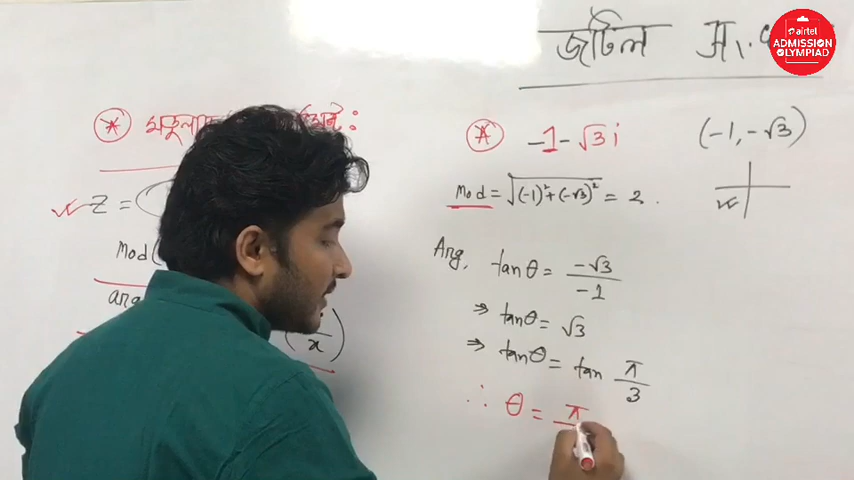 জটিল
airtel
ADMISSION
OLYMPIAD
Z =
Mod(
arg
x
-1-√3i
(-1, -√3)
Mod = √(-1)²+(-√3)² = 2.
Arg, tanθ = -√3/-1
⇒ tanθ = √3
⇒ tanθ = tan π/3
∴ θ = π